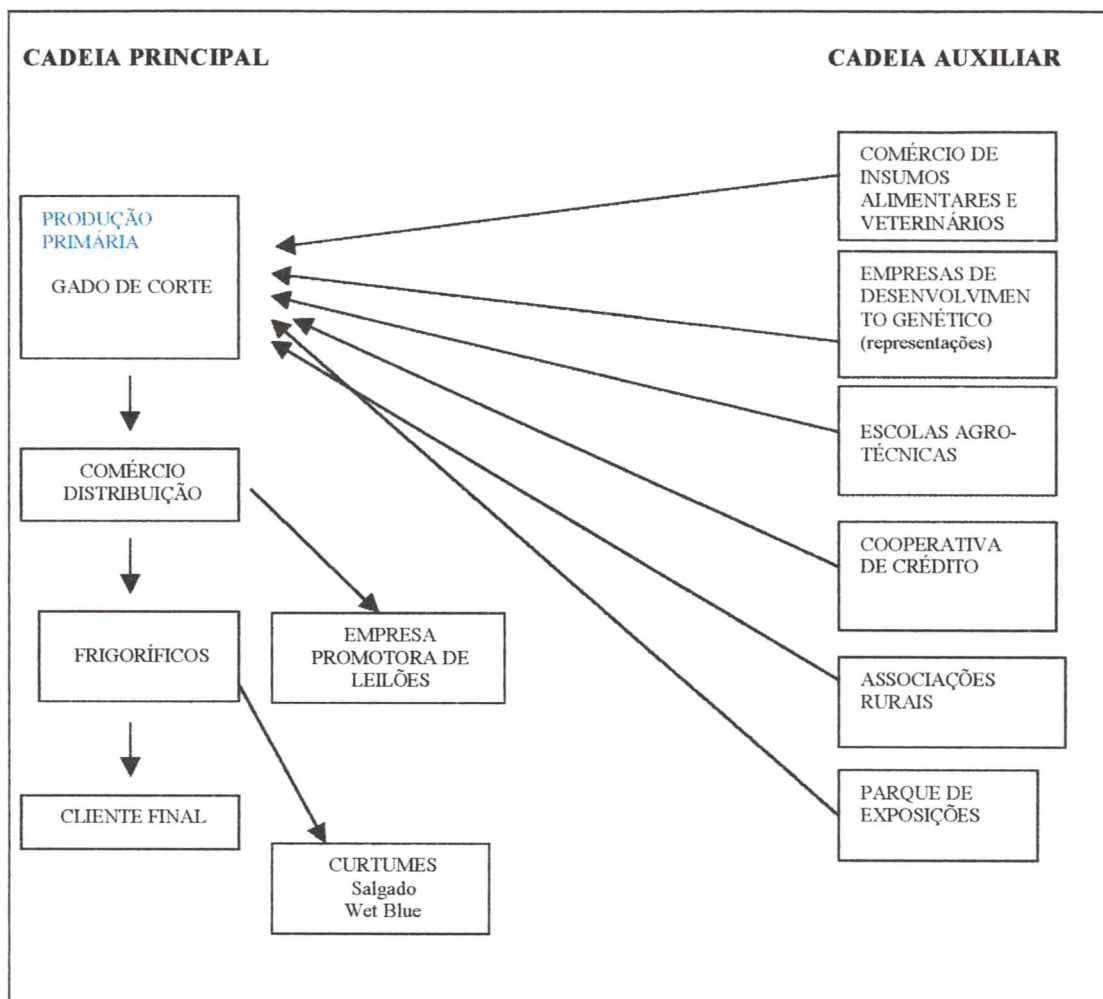 CADEIA PRINCIPAL
CADEIA AUXILIAR
PRODUÇÃO
PRIMÁRIA
GADO DE CORTE
COMÉRCIO
DISTRIBUIÇÃO
FRIGORÍFICOS
EMPRESA
PROMOTORA DE
LEILÕES
CLIENTE FINAL
CURTUMES
Salgado
Wet Blue
COMÉRCIO DE
INSUMOS
ALIMENTARES E
VETERINÁRIOS
EMPRESAS DE
DESENVOLVIMEN
TO GENÉTICO
(representações)
ESCOLAS AGRO-
TÉCNICAS
COOPERATIVA
DE CRÉDITO
ASSOCIAÇÕES
RURAIS
PARQUE DE
EXPOSIÇÕES